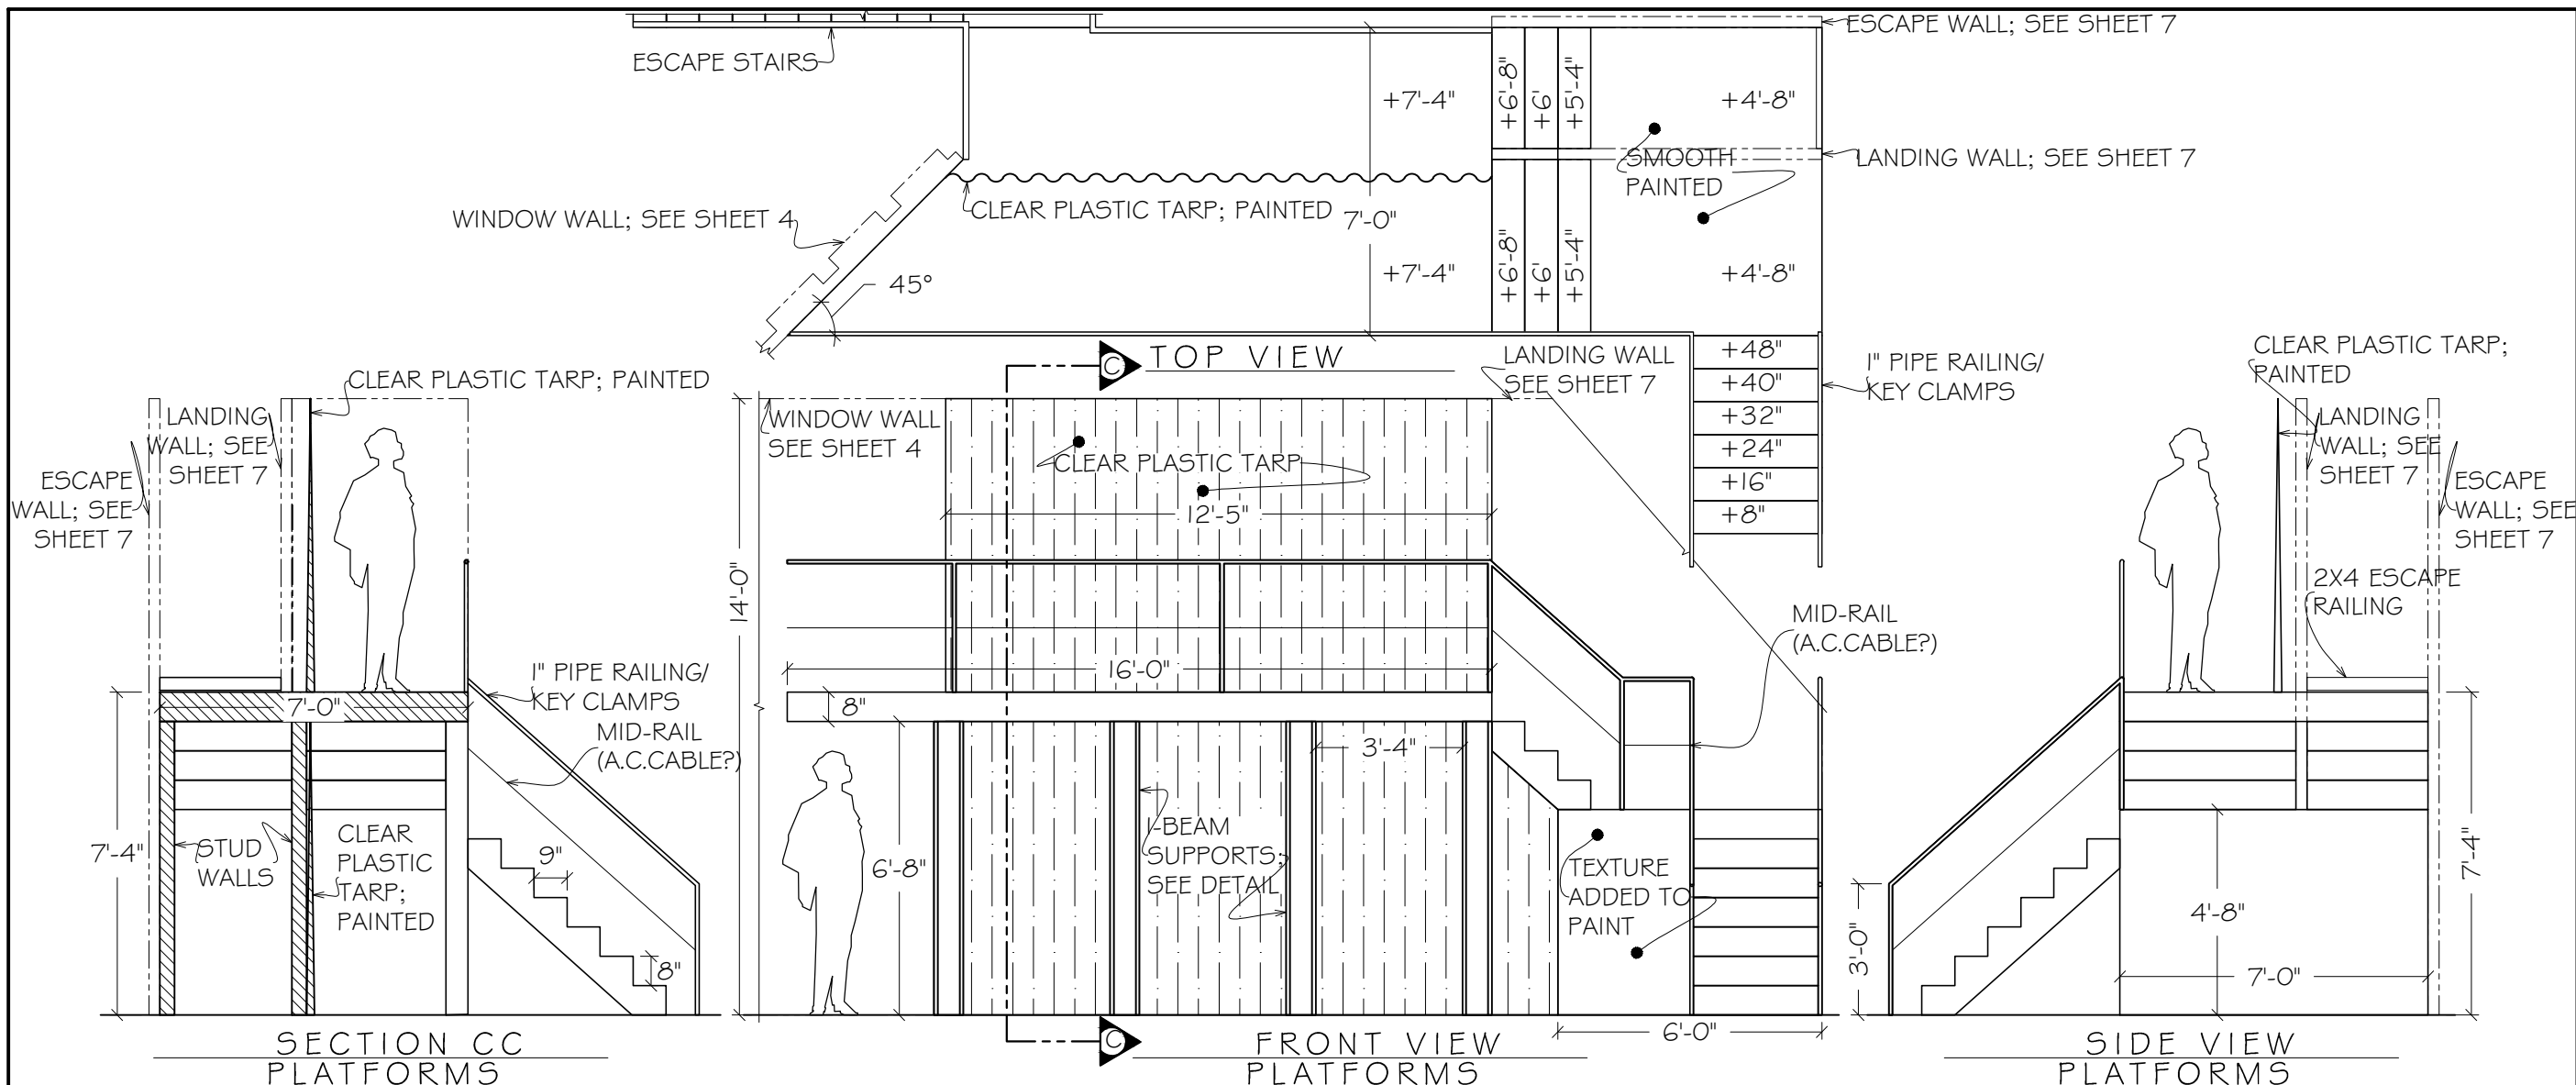 ESCAPE STAIRS
ESCAPE WALL; SEE SHEET 7
+7'-4"
+6'-8"
+6'
+5'-4"
+4'-8"
SMOOTH
PAINTED
LANDING WALL; SEE SHEET 7
WINDOW WALL; SEE SHEET 4
CLEAR PLASTIC TARP; PAINTED
7'-0"
+7'-4"
+6'-8"
+6'
+5'-4"
+4'-8"
45°
TOP VIEW
C
+48"
+40"
+32"
+24"
+16"
+8"
1" PIPE RAILING/
KEY CLAMPS
CLEAR PLASTIC TARP; PAINTED
LANDING
WALL; SEE
SHEET 7
ESCAPE
WALL; SEE
SHEET 7
7'-0"
1" PIPE RAILING/
KEY CLAMPS
MID-RAIL
(A.C.CABLE?)
7'-4"
STUD
WALLS
CLEAR
PLASTIC
TARP;
PAINTED
9"
8"
SECTION CC
PLATFORMS
WINDOW WALL
SEE SHEET 4
LANDING WALL
SEE SHEET 7
CLEAR PLASTIC TARP
12'-5"
14'-0"
16'-0"
8"
MID-RAIL
(A.C.CABLE?)
3'-4"
6'-8"
I-BEAM
SUPPORTS;
SEE DETAIL
TEXTURE
ADDED TO
PAINT
6'-0"
C
FRONT VIEW
PLATFORMS
CLEAR PLASTIC TARP;
PAINTED
LANDING
WALL; SEE
SHEET 7
ESCAPE
WALL; SEE
SHEET 7
2X4 ESCAPE
RAILING
3'-0"
4'-8"
7'-4"
7'-0"
SIDE VIEW
PLATFORMS